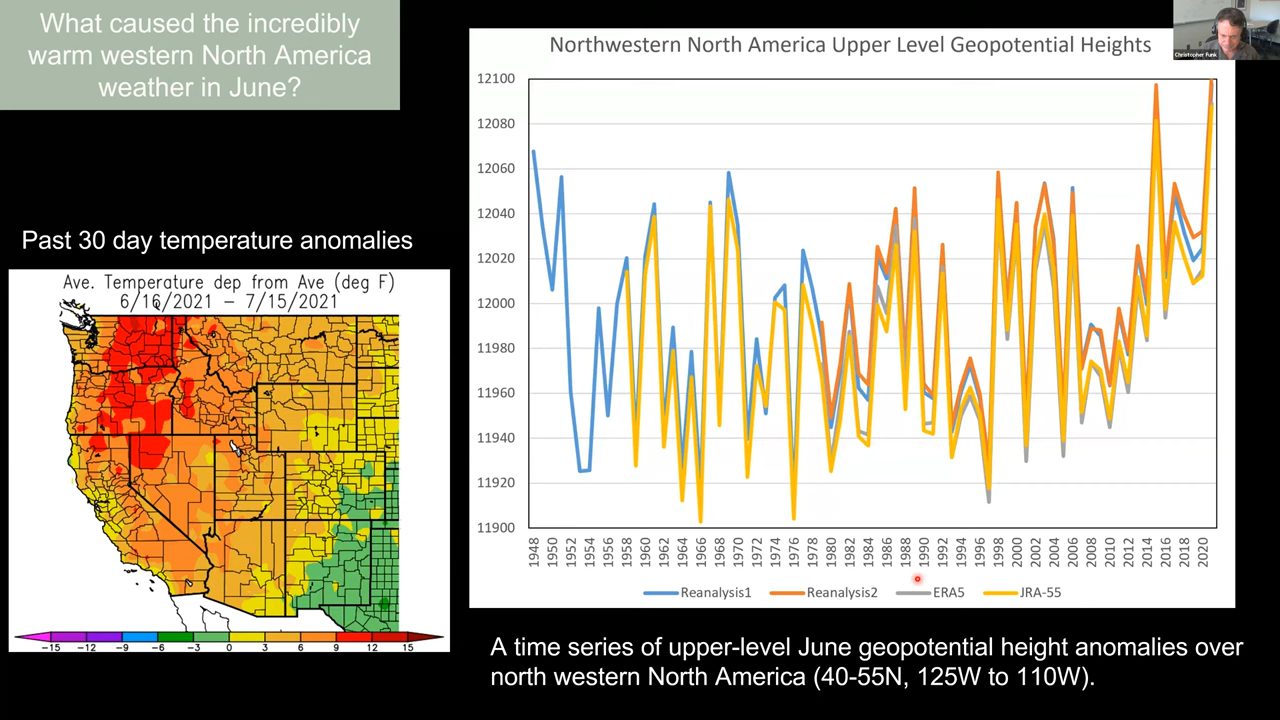 What caused the incredibly
warm western North America
weather in June?
Past 30 day temperature anomalies
Ave. Temperature dep from Ave (deg F)
6/16/2021 – 7/15/2021
-15 -12 -9 -6 -3 0 3 6 9 12 15
Northwestern North America Upper Level Geopotential Heights
12100
12080
12060
12040
12020
12000
11980
11960
11940
11920
11900
1948 1950 1952 1954 1956 1958 1960 1962 1964 1966 1968 1970 1972 1974 1976 1978 1980 1982 1984 1986 1988 1990 1992 1994 1996 1998 2000 2002 2004 2006 2008 2010 2012 2014 2016 2018 2020
Reanalysis1 Reanalysis2 ERA5 JRA-55
A time series of upper-level June geopotential height anomalies over
north western North America (40-55N, 125W to 110W).
Christopher Funk